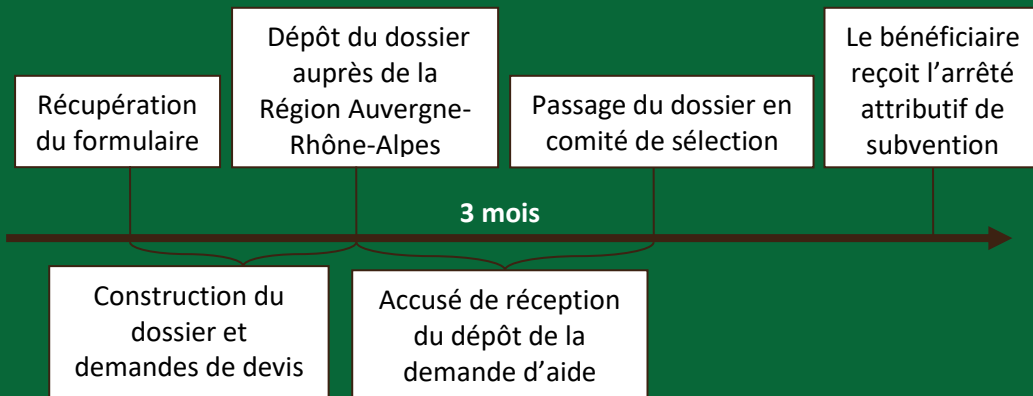 Récupération
du formulaire
Dépôt du dossier
auprès de la
Région Auvergne-
Rhône-Alpes
Passage du dossier en
comité de sélection
Le bénéficiaire
reçoit l’arrêté
attributif de
subvention
3 mois
Construction du
dossier et
demandes de devis
Accusé de réception
du dépôt de la
demande d’aide